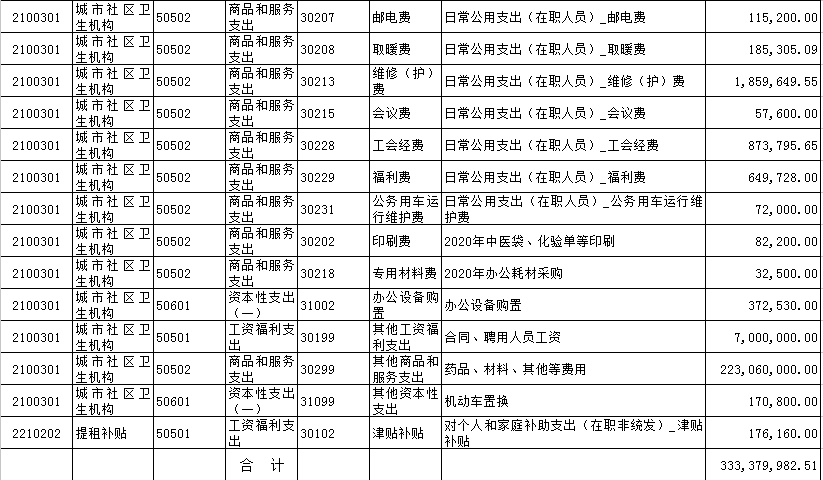 2100301 城市社区卫生机构 50502 商品和服务支出 30207 邮电费 日常公用支出（在职人员）_邮电费 115,200.00
2100301 城市社区卫生机构 50502 商品和服务支出 30208 取暖费 日常公用支出（在职人员）_取暖费 185,305.09
2100301 城市社区卫生机构 50502 商品和服务支出 30213 维修（护）费 日常公用支出（在职人员）_维修（护）费 1,859,649.55
2100301 城市社区卫生机构 50502 商品和服务支出 30215 会议费 日常公用支出（在职人员）_会议费 57,600.00
2100301 城市社区卫生机构 50502 商品和服务支出 30228 工会经费 日常公用支出（在职人员）_工会经费 873,795.65
2100301 城市社区卫生机构 50502 商品和服务支出 30229 福利费 日常公用支出（在职人员）_福利费 649,728.00
2100301 城市社区卫生机构 50502 商品和服务支出 30231 公务用车运行维护费 日常公用支出（在职人员）_公务用车运行维护费 72,000.00
2100301 城市社区卫生机构 50502 商品和服务支出 30202 印刷费 2020年中医袋、化验单等印刷 82,200.00
2100301 城市社区卫生机构 50502 商品和服务支出 30218 专用材料费 2020年办公耗材采购 32,500.00
2100301 城市社区卫生机构 50601 资本性支出（一） 31002 办公设备购置 办公设备购置 372,530.00
2100301 城市社区卫生机构 50501 工资福利支出 30199 其他工资福利支出 合同、聘用人员工资 7,000,000.00
2100301 城市社区卫生机构 50502 商品和服务支出 30299 其他商品和服务支出 药品、材料、其他等费用 223,060,000.00
2100301 城市社区卫生机构 50601 资本性支出（一） 31099 其他资本性支出 机动车置换 170,800.00
2210202 提租补贴 50501 工资福利支出 30102 津贴补贴 对个人和家庭补助支出（在职非统发）_津贴补贴 176,160.00
合 计 333,379,982.51